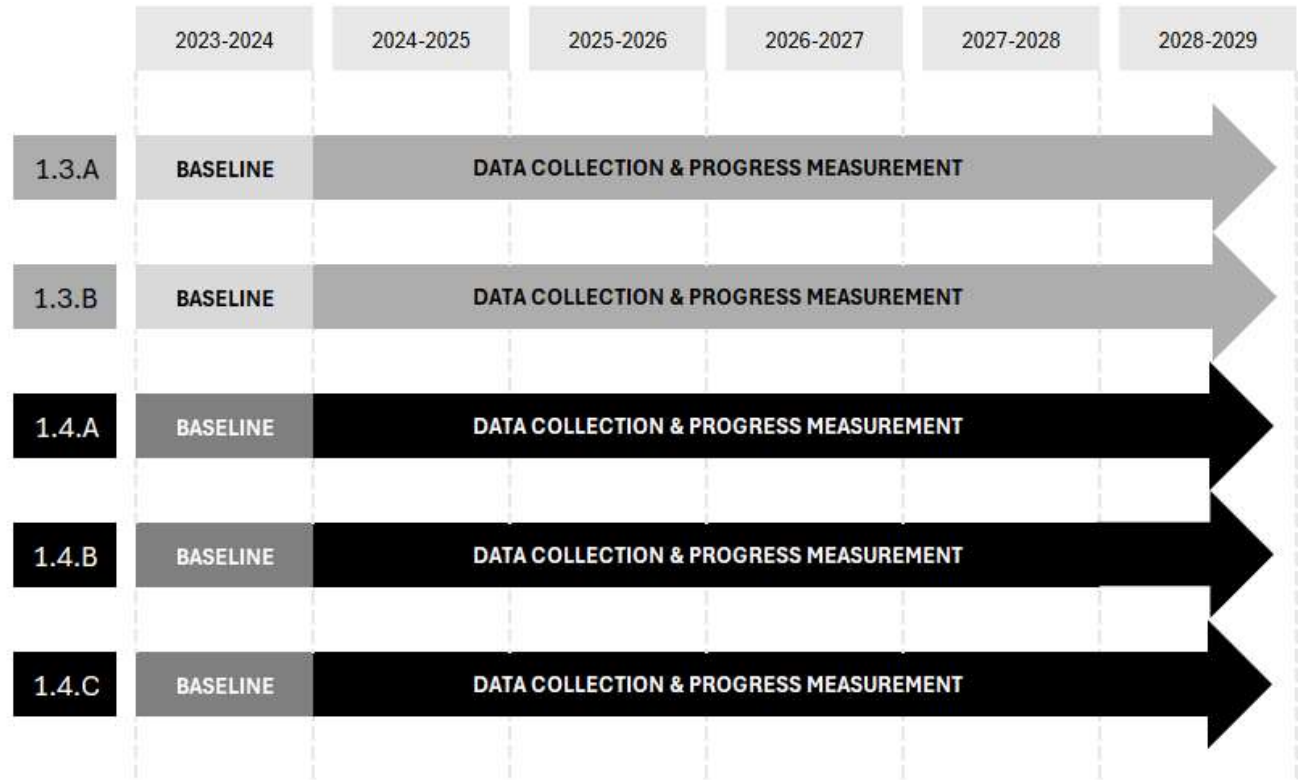 2023-2024 2024-2025 2025-2026 2026-2027 2027-2028 2028-2029
1.3.A BASELINE DATA COLLECTION & PROGRESS MEASUREMENT
1.3.B BASELINE DATA COLLECTION & PROGRESS MEASUREMENT
1.4.A BASELINE DATA COLLECTION & PROGRESS MEASUREMENT
1.4.B BASELINE DATA COLLECTION & PROGRESS MEASUREMENT
1.4.C BASELINE DATA COLLECTION & PROGRESS MEASUREMENT